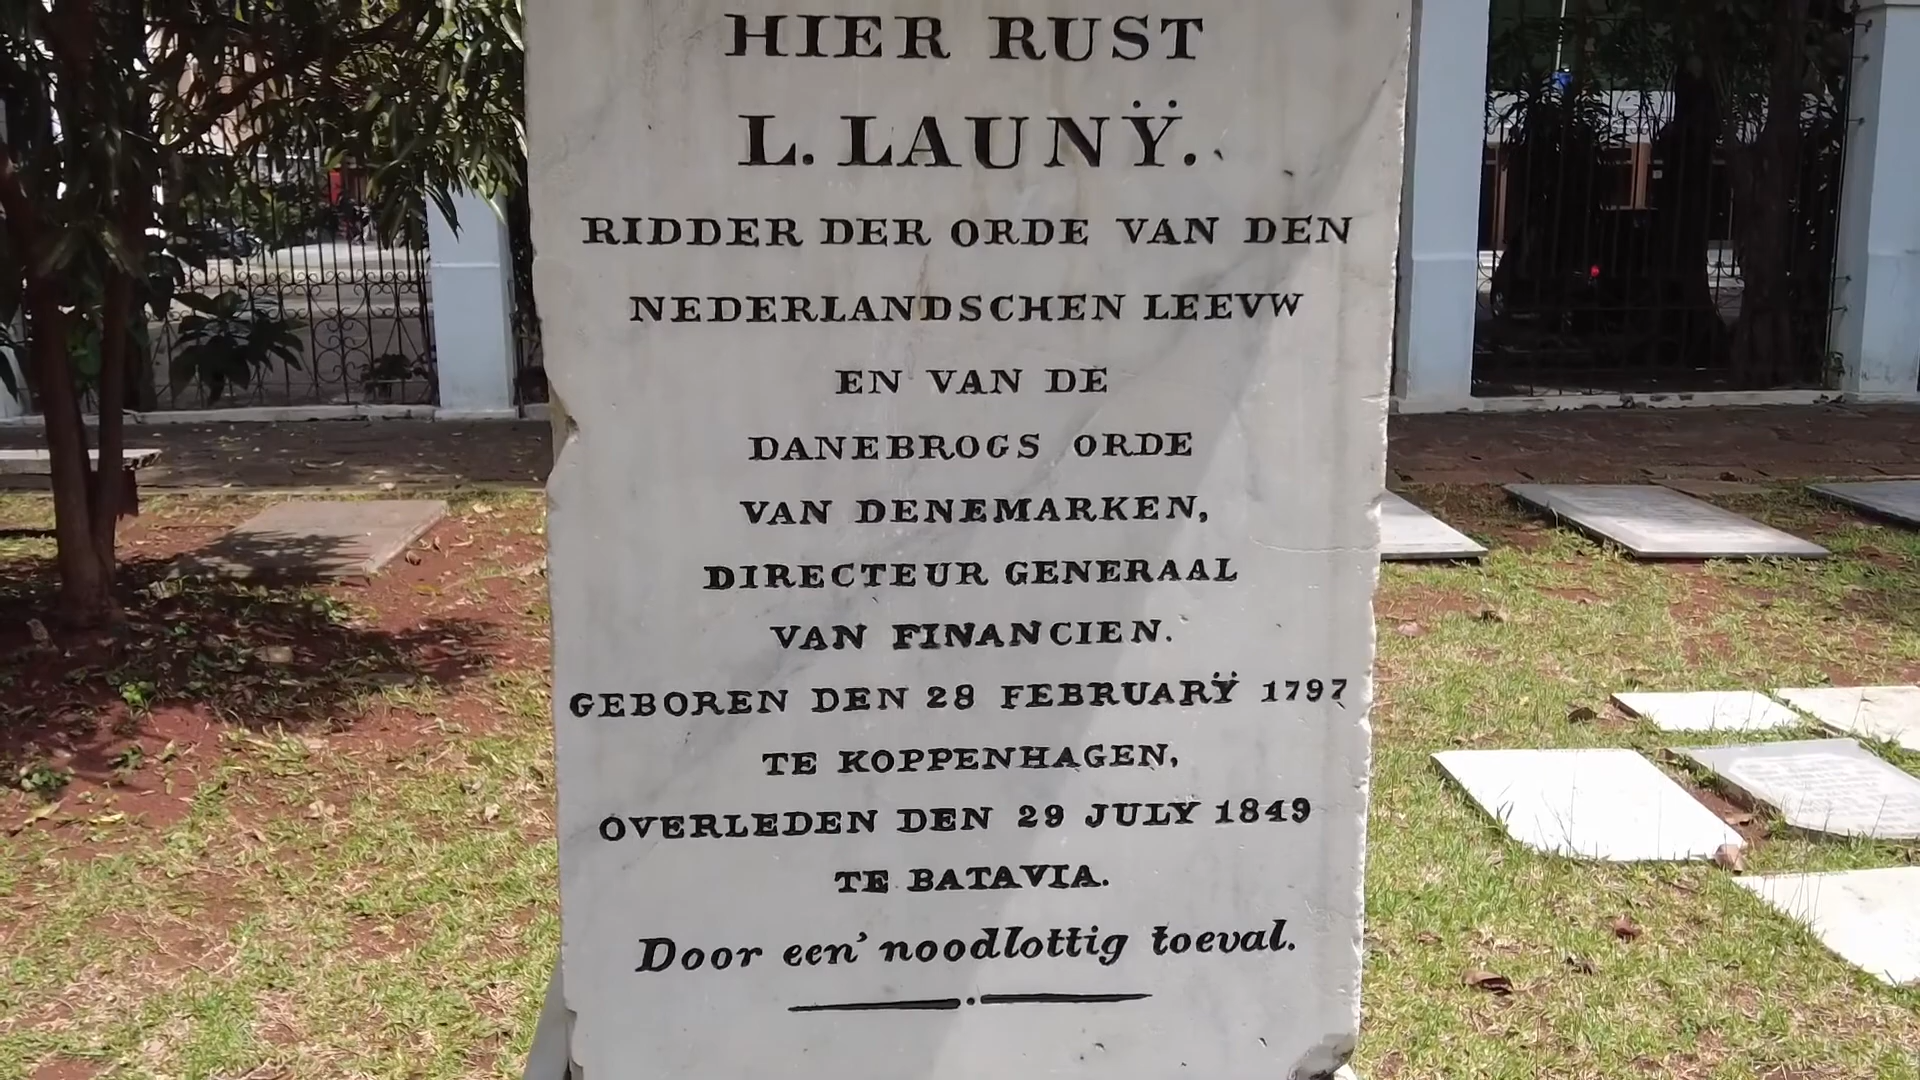 HIER RUST
L. LAUNŸ.
RIDDER DER ORDE VAN DEN
NEDERLANDSCHEN LEEVW
EN VAN DE
DANEBROGS ORDE
VAN DENEMARKEN,
DIRECTEUR GENERAAL
VAN FINANCIEN.
GEBOREN DEN 28 FEBRUARŸ 1797
TE KOPPENHAGEN,
OVERLEDEN DEN 29 JULY 1849
TE BATAVIA.
Door een' noodlottig toeval.